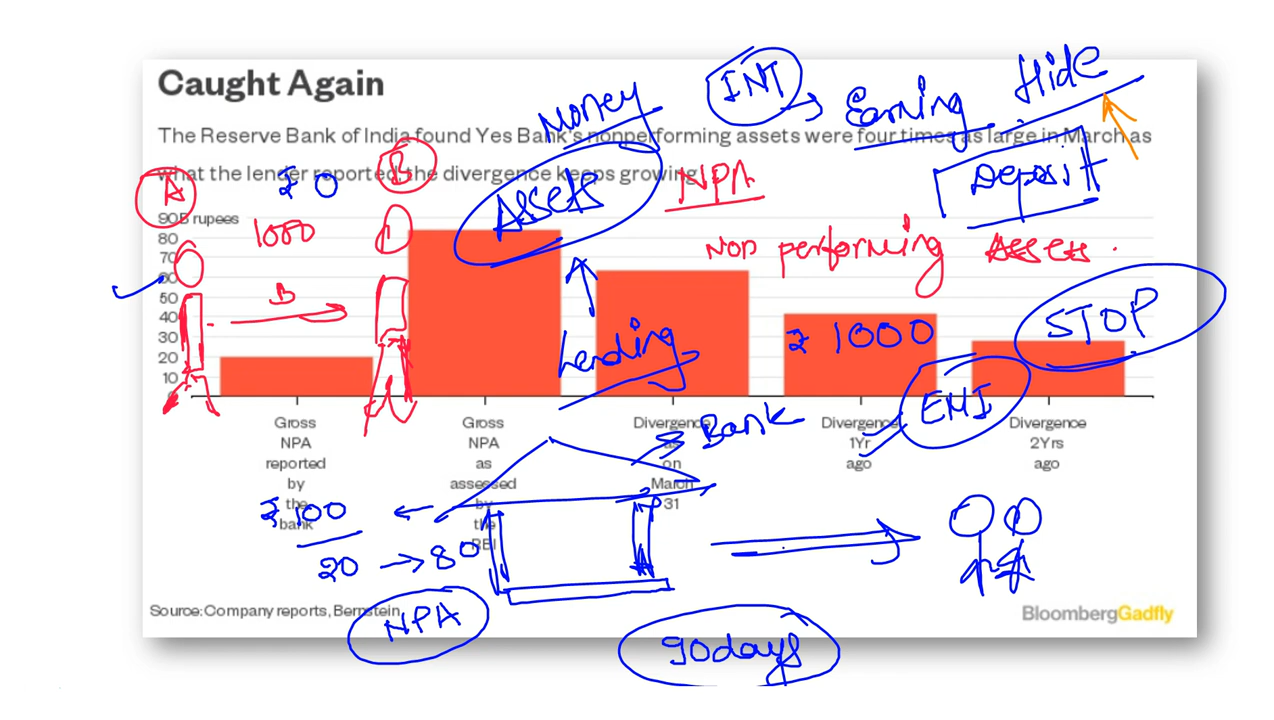 Caught Again
INT
Earning
Hide
Money
The Reserve Bank of India found Yes Bank's nonperforming assets were four times as large in March as
what the lender reported, the divergence keeps growing
A
₹ 0
B
Assets
NPA
Deposit
90B rupees
1000
80
70
60
50
40
30
20
10
0
B
Non performing Assets.
Lending
₹ 1000
STOP
EMI
Bank
Gross NPA reported by the bank
Gross NPA as assessed by the RBI
Divergence as on March 31
Divergence 1Yr ago
Divergence 2Yrs ago
₹ 100
20 → 80
NPA
90days
Source: Company reports, Bernstein
BloombergGadfly